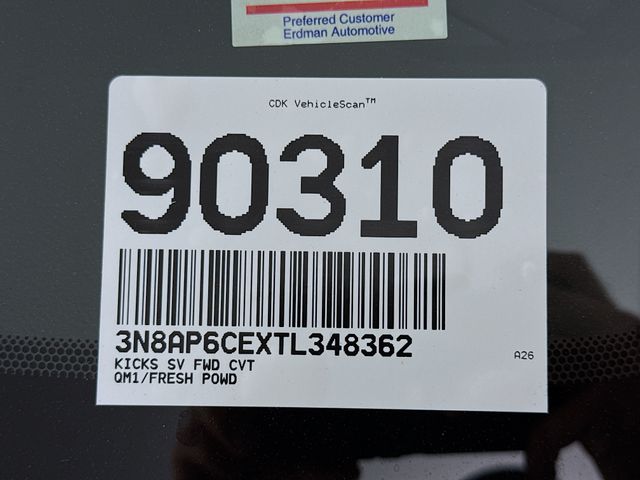 Preferred Customer
Erdman Automotive
CDK VehicleScan™
90310
3N8AP6CEXTL348362
KICKS SV FWD CVT
QM1/FRESH POWD
A26